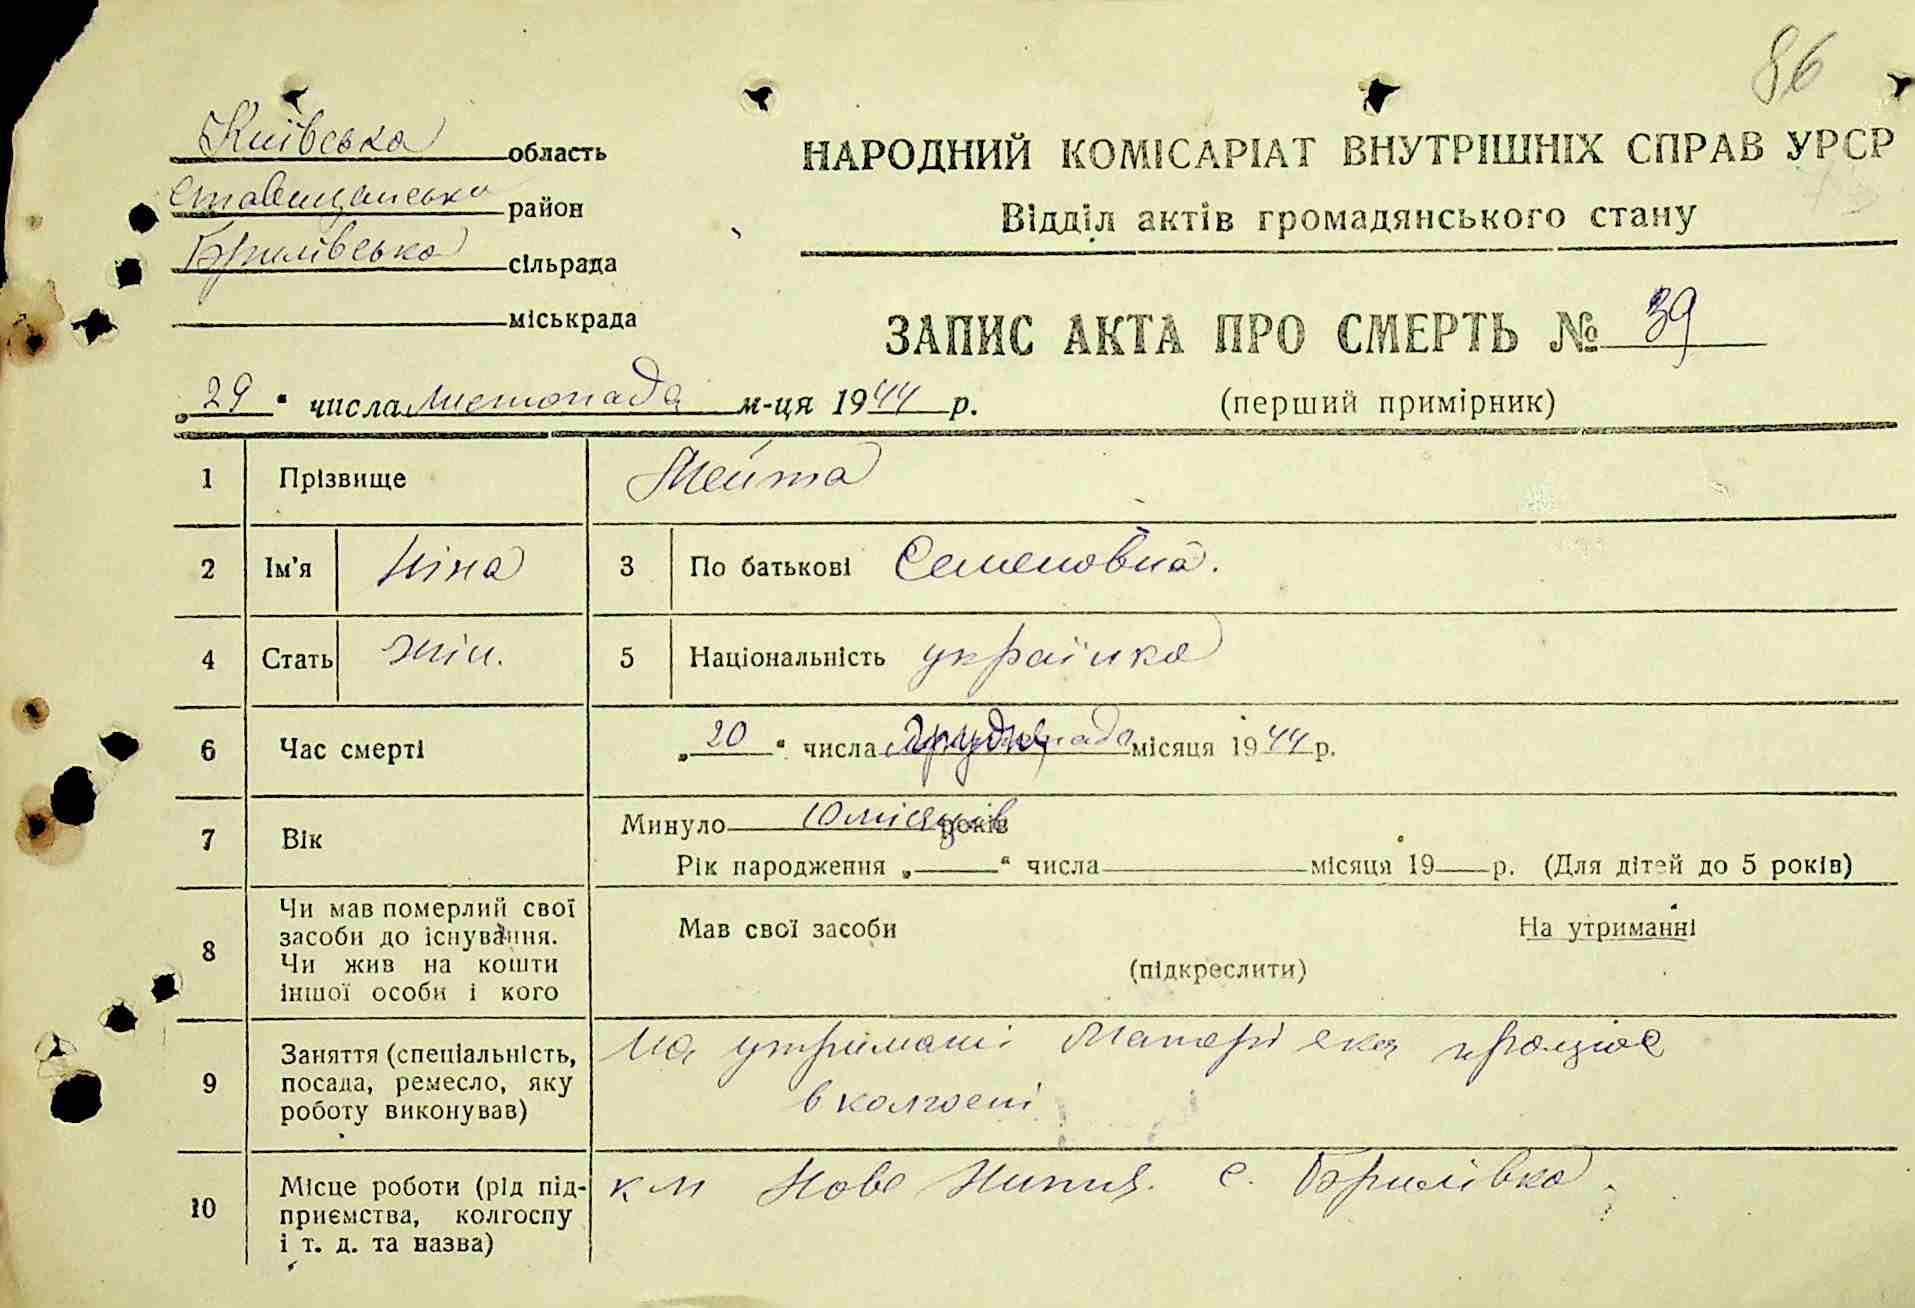 86
Київська область
Ставищанська район
Брилівська сільрада
міськрада
НАРОДНИЙ КОМІСАРІАТ ВНУТРІШНІХ СПРАВ УРСР
Відділ актів громадянського стану
ЗАПИС АКТА ПРО СМЕРТЬ № 39
(перший примірник)
„29“ числа листопада м-ця 1944 р.
1 Прізвище
2 Ім'я Ніна 3 По батькові Семеновна.
4 Стать жін. 5 Національність українка
6 Час смерті „20“ числа місяця 1944 р.
7 Вік Минуло 10 місяців років
Рік народження „ “ числа місяця 19 р. (Для дітей до 5 років)
8 Чи мав померлий свої засоби до існування. Чи жив на кошти іншої особи і кого Мав свої засоби На утриманні
(підкреслити)
9 Заняття (спеціальність, посада, ремесло, яку роботу виконував) На утримані Матері яка працює
в колгоспі
10 Місце роботи (рід підприємства, колгоспу і т. д. та назва) к м Нове Життя. с. Брилівка